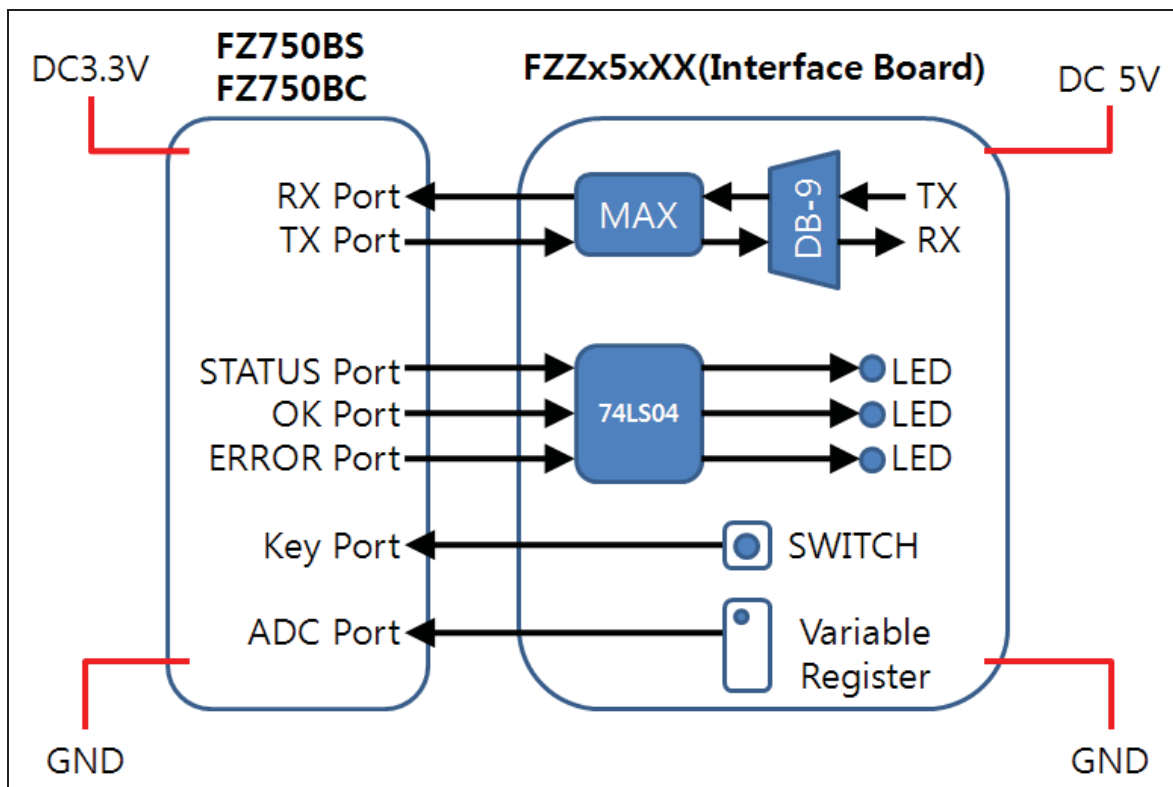 DC3.3V
FZ750BS
FZ750BC
FZZx5xXX(Interface Board)
DC 5V
RX Port
TX Port
MAX
DB-9
TX
RX
STATUS Port
OK Port
ERROR Port
74LS04
LED
LED
LED
Key Port
SWITCH
ADC Port
Variable
Register
GND
GND